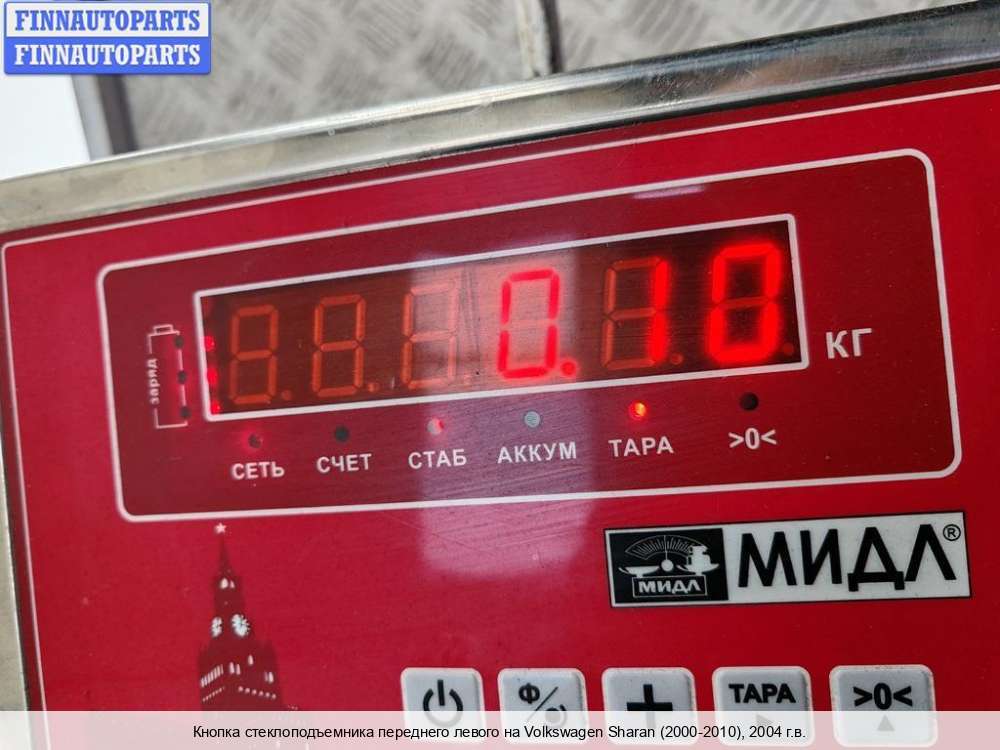 FINNAUTOPARTS
FINNAUTOPARTS
0.10
КГ
заряд
СЕТЬ СЧЕТ СТАБ АККУМ ТАРА >0<
МИДЛ МИДЛ®
Ф/ + ТАРА >0<
Кнопка стеклоподъемника переднего левого на Volkswagen Sharan (2000-2010), 2004 г.в.